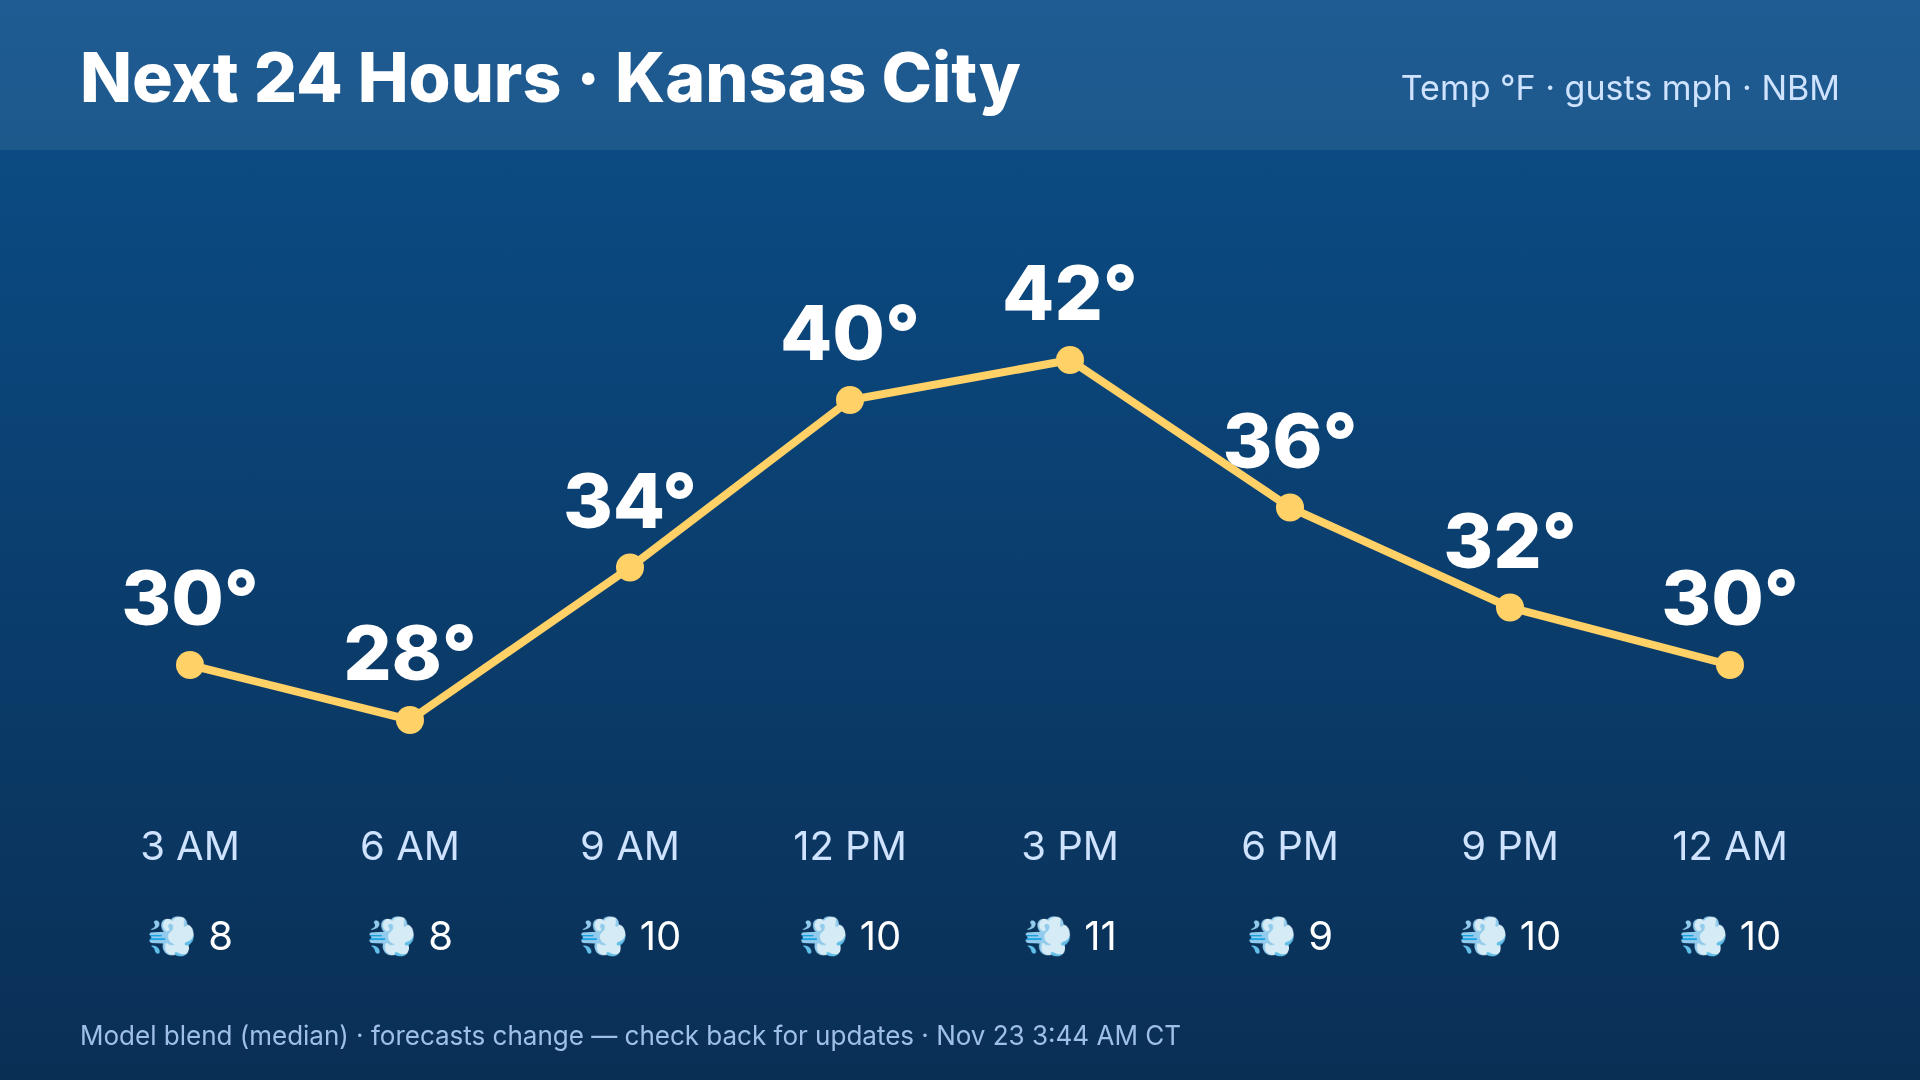 Next 24 Hours · Kansas City
Temp °F · gusts mph · NBM
30° 28° 34° 40° 42° 36° 32° 30°
3 AM 6 AM 9 AM 12 PM 3 PM 6 PM 9 PM 12 AM
💨 8 💨 8 💨 10 💨 10 💨 11 💨 9 💨 10 💨 10
Model blend (median) · forecasts change — check back for updates · Nov 23 3:44 AM CT